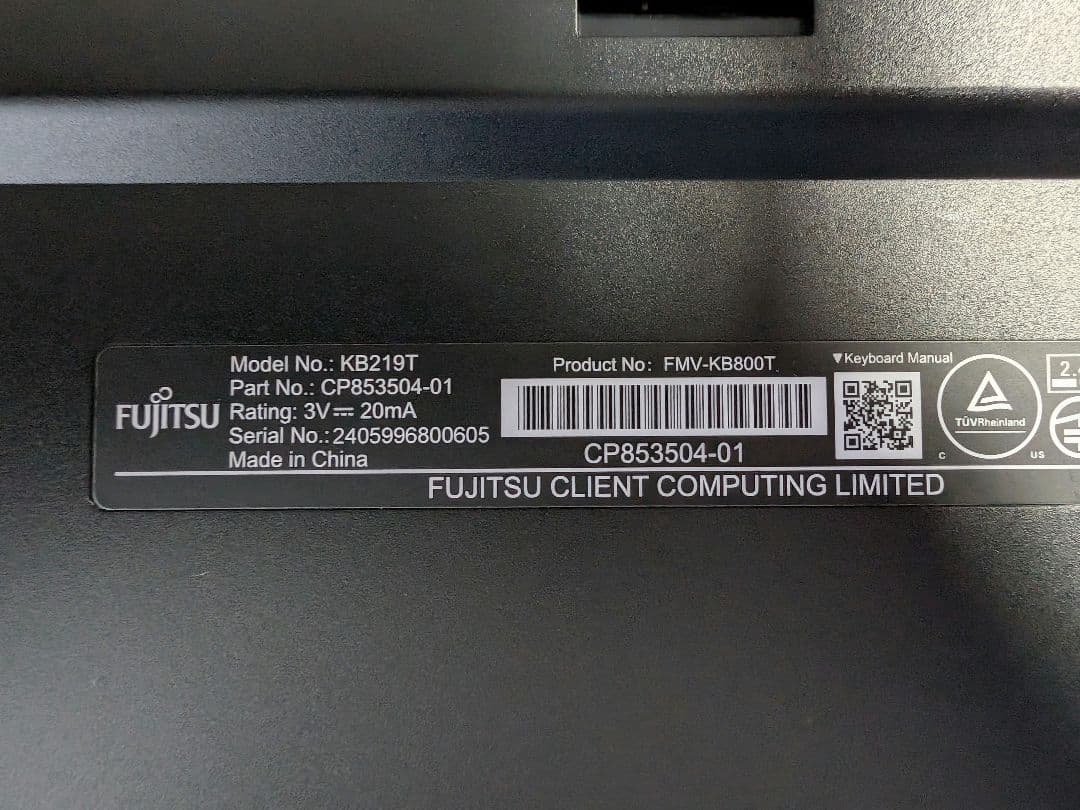 FUJITSU
Model No.: KB219T
Part No.: CP853504-01
Rating: 3V⎓ 20mA
Serial No.:2405996800605
Made in China
Product No: FMV-KB800T
CP853504-01
▼Keyboard Manual
TÜVRheinland
C US
2.
FUJITSU CLIENT COMPUTING LIMITED